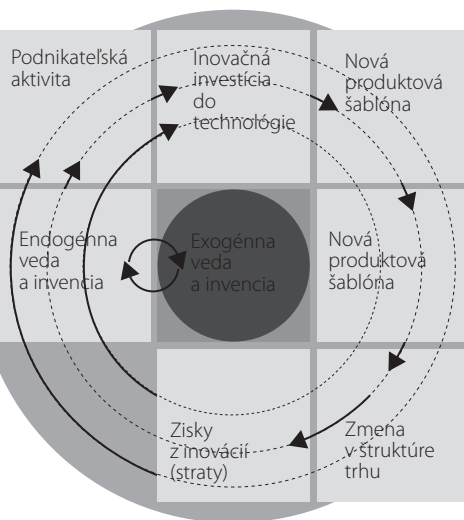 Podnikateľská
aktivita
Inovačná
investícia
do
technológie
Nová
produktová
šablóna
Endogénna
veda
a invencia
Exogénna
veda
a invencia
Nová
produktová
šablóna
Zisky
z inovácií
(straty)
Zmena
v štruktúre
trhu